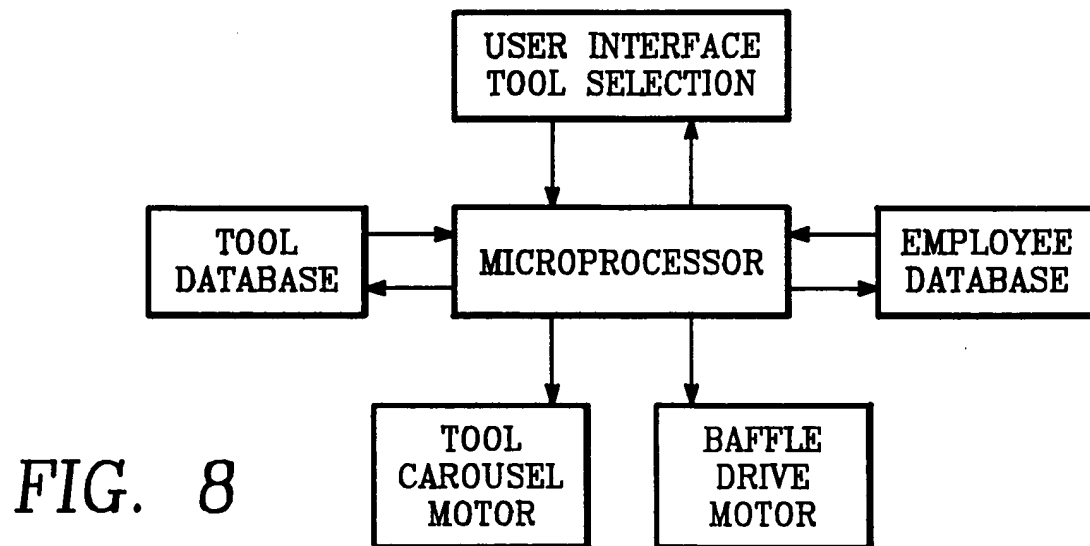 USER INTERFACE
TOOL SELECTION
TOOL
DATABASE
MICROPROCESSOR
EMPLOYEE
DATABASE
TOOL
CAROUSEL
MOTOR
BAFFLE
DRIVE
MOTOR
FIG. 8